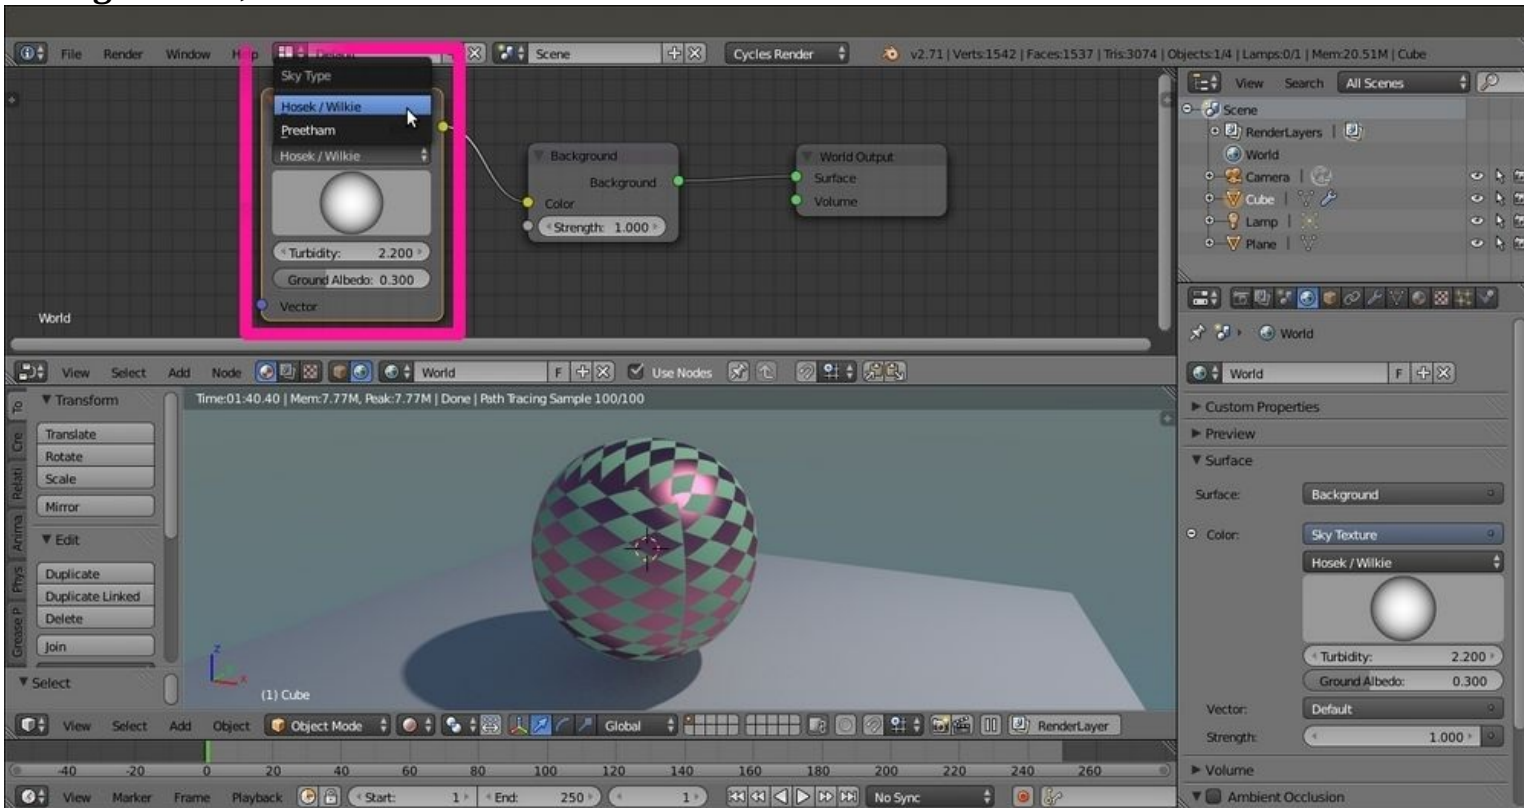 File Render Window Help Default Scene Cycles Render v2.71 | Verts:1542 | Faces:1537 | Tris:3074 | Objects:1/4 | Lamps:0/1 | Mem:20.51M | Cube
Sky Type
Hosek / Wilkie
Preetham
Hosek / Wilkie
Turbidity: 2.200
Ground Albedo: 0.300
Vector
Background
Background
Color
Strength: 1.000
World Output
Surface
Volume
World
View Search All Scenes
Scene
RenderLayers
World
Camera
Cube
Lamp
Plane
View Select Add Node World F Use Nodes
Transform
Translate
Rotate
Scale
Mirror
Edit
Duplicate
Duplicate Linked
Delete
Join
Select
To
Cre
Relati
Anima
Phys
Grease P
Time:01:40.40 | Mem:7.77M, Peak:7.77M | Done | Path Tracing Sample 100/100
z
x
(1) Cube
View Select Add Object Object Mode Global RenderLayer
-40 -20 0 20 40 60 80 100 120 140 160 180 200 220 240 260
View Marker Frame Playback Start: 1 End: 250 1 No Sync
World
World F
Custom Properties
Preview
Surface
Surface: Background
Color: Sky Texture
Hosek / Wilkie
Turbidity: 2.200
Ground Albedo: 0.300
Vector: Default
Strength: 1.000
Volume
Ambient Occlusion